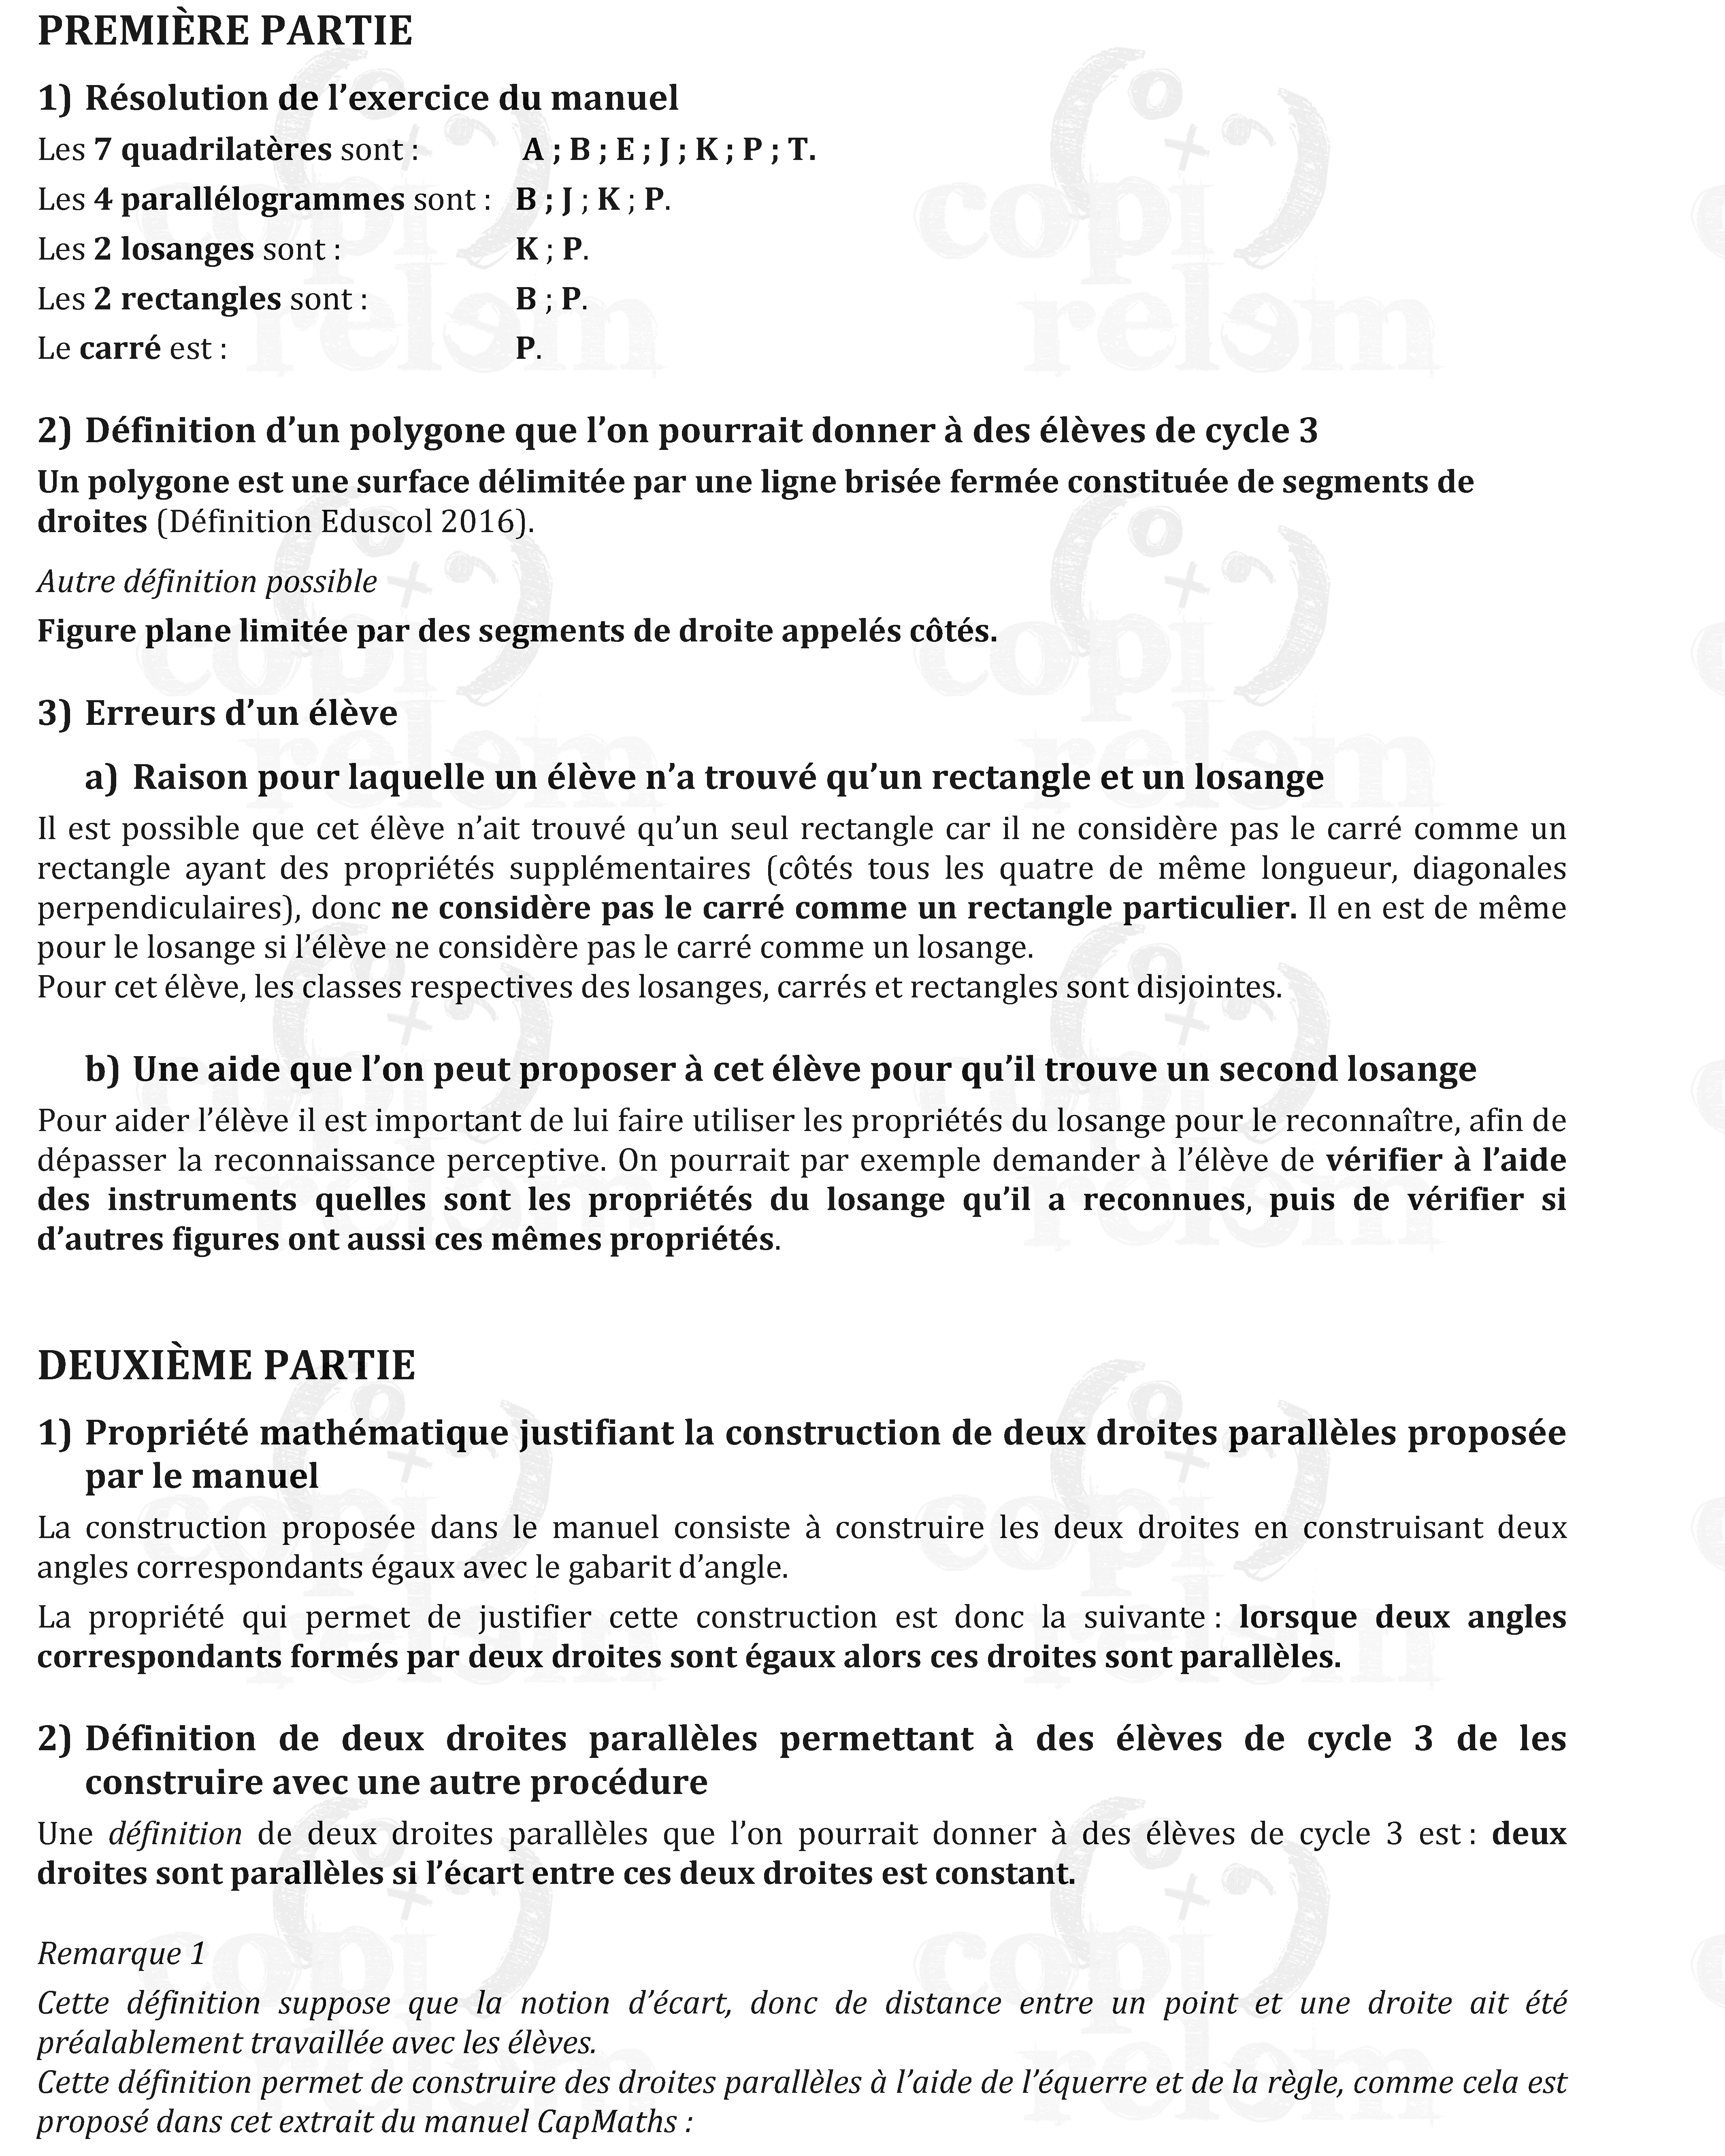 PREMIÈRE PARTIE
1) Résolution de l’exercice du manuel
Les 7 quadrilatères sont : A ; B ; E ; J ; K ; P ; T.
Les 4 parallélogrammes sont : B ; J ; K ; P.
Les 2 losanges sont : K ; P.
Les 2 rectangles sont : B ; P.
Le carré est : P.
2) Définition d’un polygone que l’on pourrait donner à des élèves de cycle 3
Un polygone est une surface délimitée par une ligne brisée fermée constituée de segments de
droites (Définition Eduscol 2016).
Autre définition possible
Figure plane limitée par des segments de droite appelés côtés.
3) Erreurs d’un élève
a) Raison pour laquelle un élève n’a trouvé qu’un rectangle et un losange
Il est possible que cet élève n’ait trouvé qu’un seul rectangle car il ne considère pas le carré comme un
rectangle ayant des propriétés supplémentaires (côtés tous les quatre de même longueur, diagonales
perpendiculaires), donc ne considère pas le carré comme un rectangle particulier. Il en est de même
pour le losange si l’élève ne considère pas le carré comme un losange.
Pour cet élève, les classes respectives des losanges, carrés et rectangles sont disjointes.
b) Une aide que l’on peut proposer à cet élève pour qu’il trouve un second losange
Pour aider l’élève il est important de lui faire utiliser les propriétés du losange pour le reconnaître, afin de
dépasser la reconnaissance perceptive. On pourrait par exemple demander à l’élève de vérifier à l’aide
des instruments quelles sont les propriétés du losange qu’il a reconnues, puis de vérifier si
d’autres figures ont aussi ces mêmes propriétés.
DEUXIÈME PARTIE
1) Propriété mathématique justifiant la construction de deux droites parallèles proposée
par le manuel
La construction proposée dans le manuel consiste à construire les deux droites en construisant deux
angles correspondants égaux avec le gabarit d’angle.
La propriété qui permet de justifier cette construction est donc la suivante : lorsque deux angles
correspondants formés par deux droites sont égaux alors ces droites sont parallèles.
2) Définition de deux droites parallèles permettant à des élèves de cycle 3 de les
construire avec une autre procédure
Une définition de deux droites parallèles que l’on pourrait donner à des élèves de cycle 3 est : deux
droites sont parallèles si l’écart entre ces deux droites est constant.
Remarque 1
Cette définition suppose que la notion d’écart, donc de distance entre un point et une droite ait été
préalablement travaillée avec les élèves.
Cette définition permet de construire des droites parallèles à l’aide de l’équerre et de la règle, comme cela est
proposé dans cet extrait du manuel CapMaths :